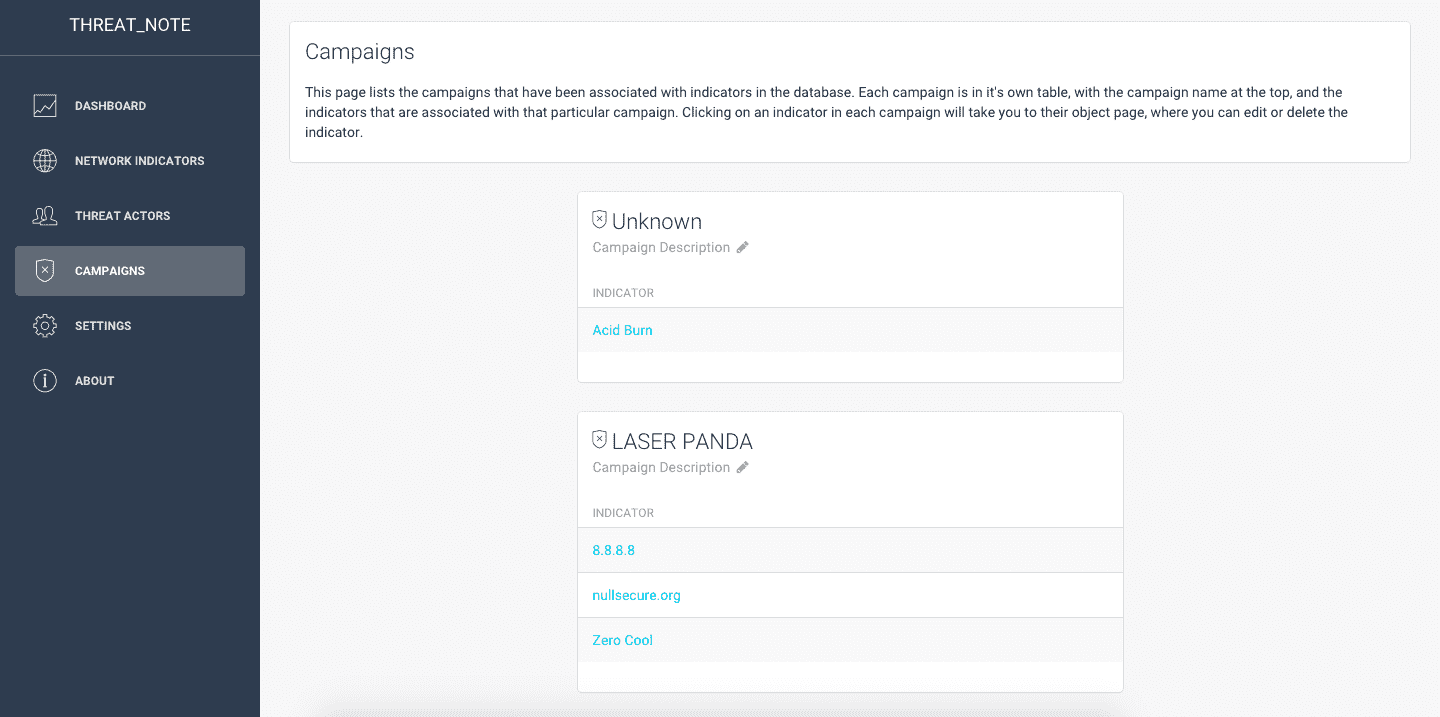 THREAT_NOTE
DASHBOARD
NETWORK INDICATORS
THREAT ACTORS
CAMPAIGNS
SETTINGS
ABOUT
Campaigns
This page lists the campaigns that have been associated with indicators in the database. Each campaign is in it's own table, with the campaign name at the top, and the
indicators that are associated with that particular campaign. Clicking on an indicator in each campaign will take you to their object page, where you can edit or delete the
indicator.
Unknown
Campaign Description
INDICATOR
Acid Burn
LASER PANDA
Campaign Description
INDICATOR
8.8.8.8
nullsecure.org
Zero Cool